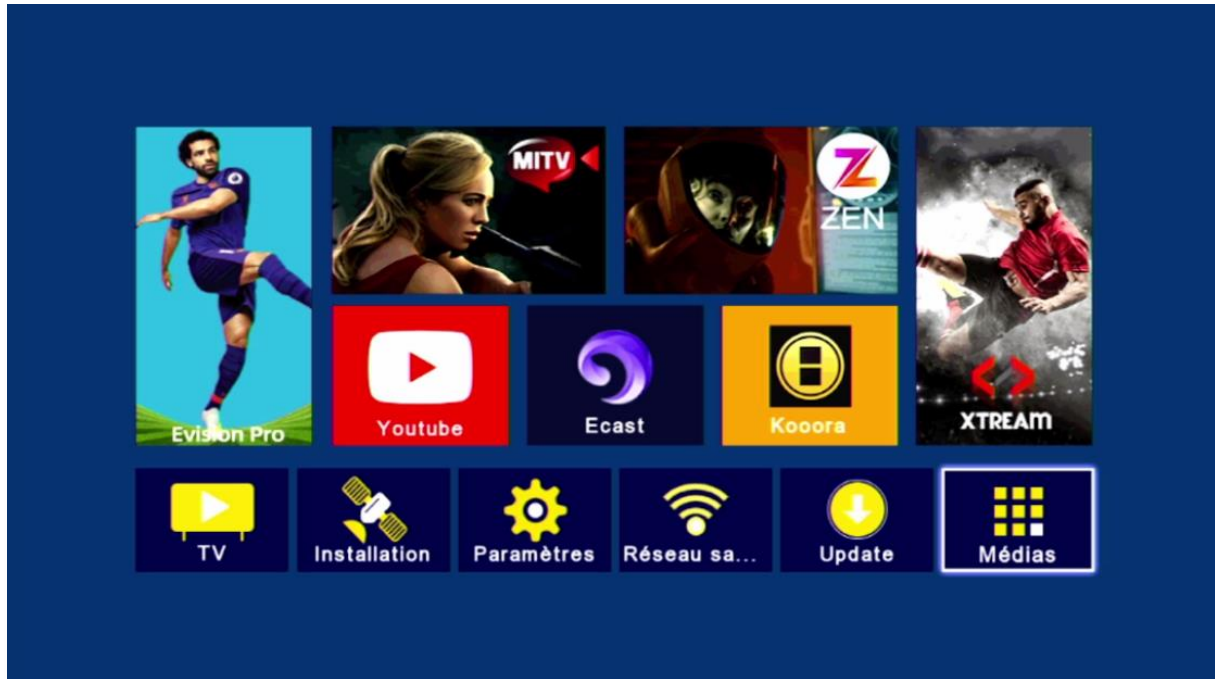 MITV
ZEN
Evision Pro
Youtube
Ecast
Kooora
XTREAM
TV
Installation
Paramètres
Réseau sa...
Update
Médias